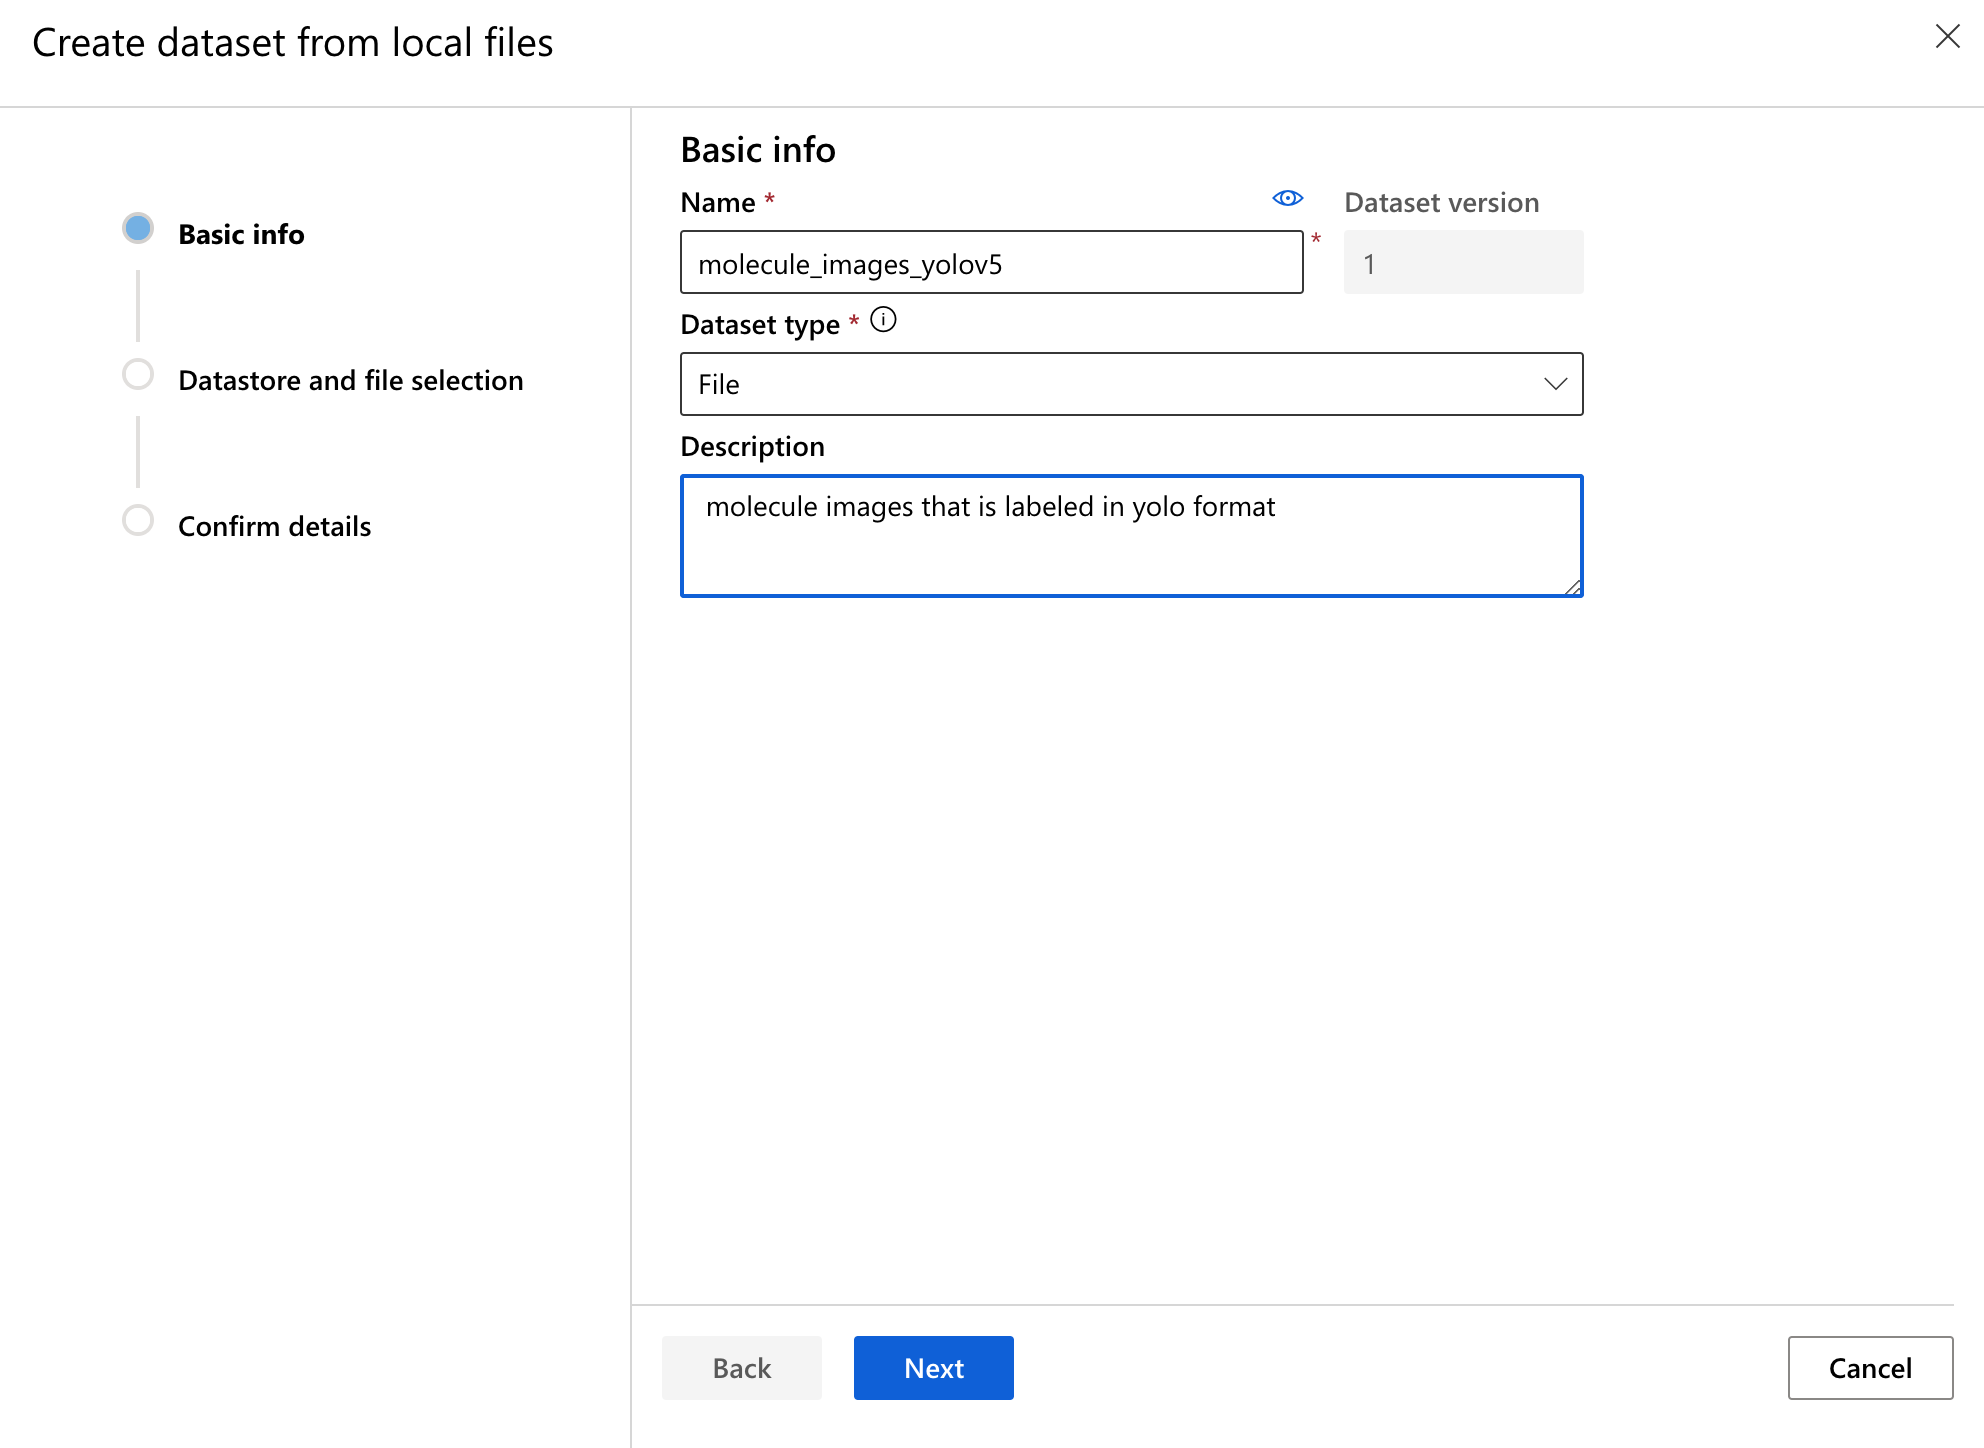 Create dataset from local files
Basic info
Datastore and file selection
Confirm details
Basic info
Name *
Dataset version
molecule_images_yolov5
*
1
Dataset type *
File
Description
molecule images that is labeled in yolo format
Back
Next
Cancel